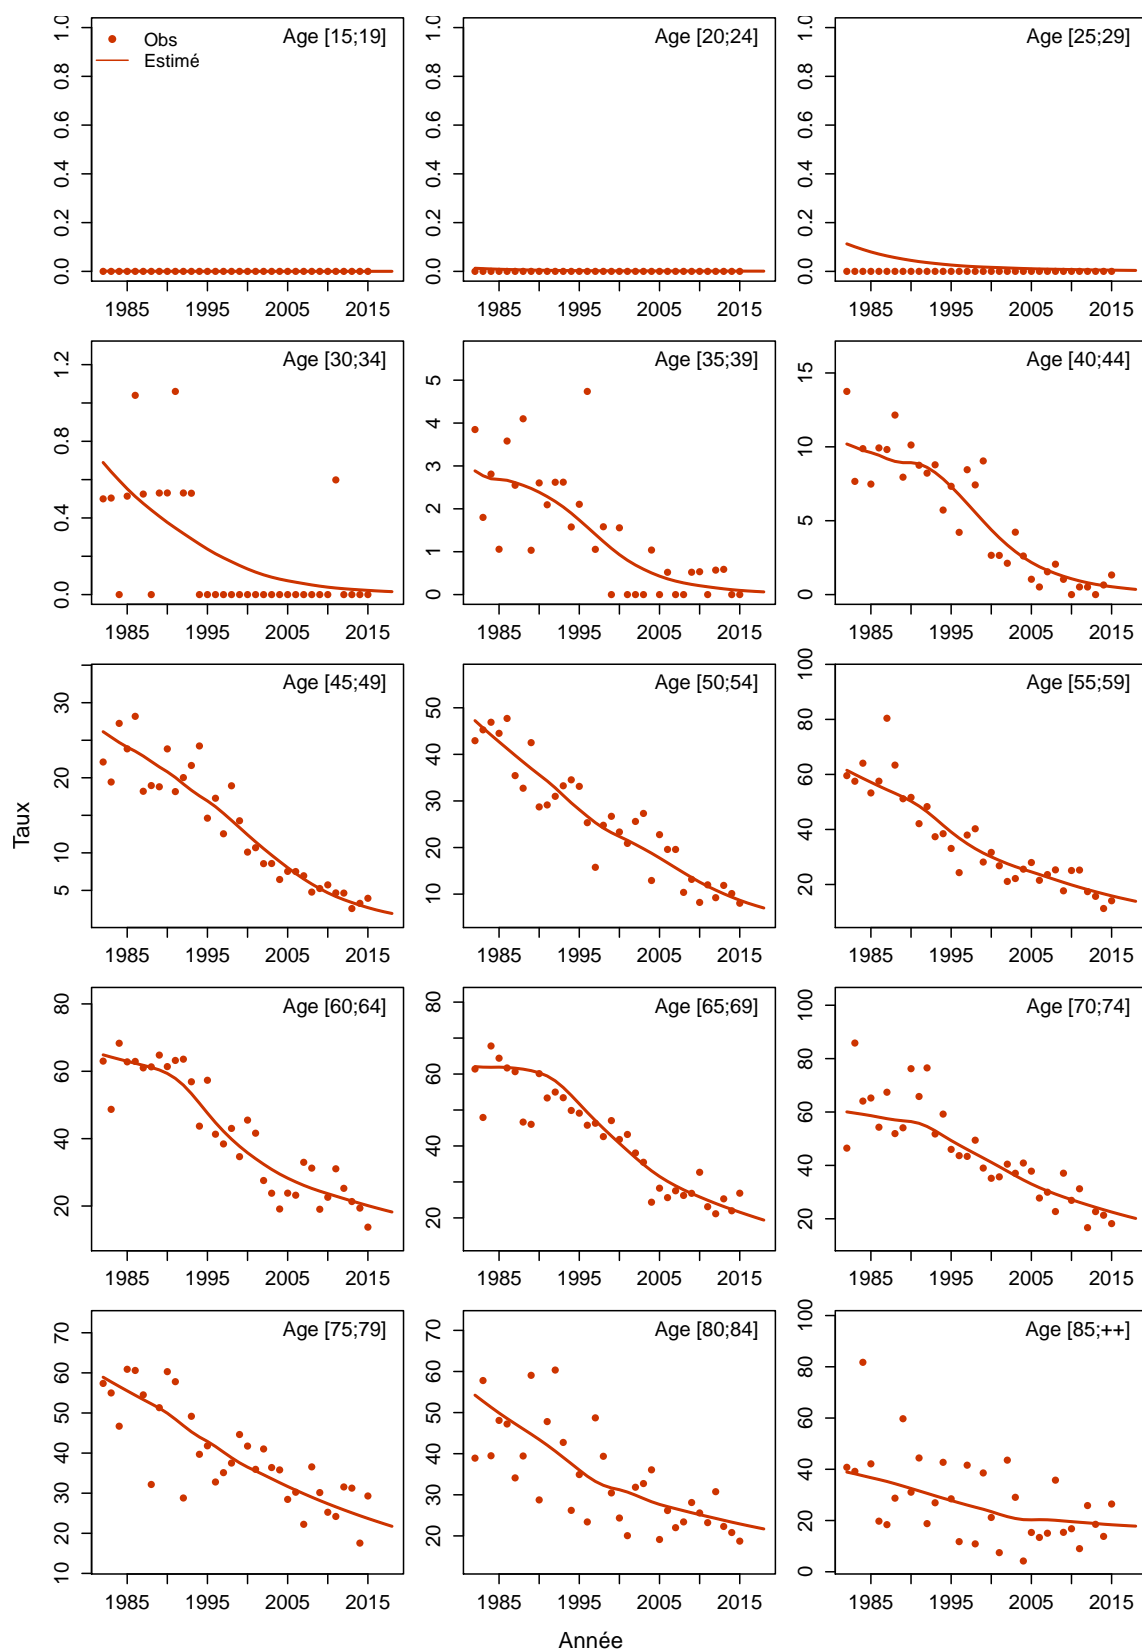 Obs
Estimé
Age [15;19]
0.0 0.2 0.4 0.6 0.8 1.0
1985 1995 2005 2015
Age [20;24]
0.0 0.2 0.4 0.6 0.8 1.0
1985 1995 2005 2015
Age [25;29]
0.0 0.2 0.4 0.6 0.8 1.0
1985 1995 2005 2015
Age [30;34]
0.0 0.4 0.8 1.2
1985 1995 2005 2015
Age [35;39]
0 1 2 3 4 5
1985 1995 2005 2015
Age [40;44]
0 5 10 15
1985 1995 2005 2015
Taux
Age [45;49]
5 10 20 30
1985 1995 2005 2015
Age [50;54]
10 20 30 40 50
1985 1995 2005 2015
Age [55;59]
20 40 60 80 100
1985 1995 2005 2015
Age [60;64]
20 40 60 80
1985 1995 2005 2015
Age [65;69]
20 40 60 80
1985 1995 2005 2015
Age [70;74]
20 40 60 80 100
1985 1995 2005 2015
Age [75;79]
10 20 30 40 50 60 70
1985 1995 2005 2015
Age [80;84]
20 30 40 50 60 70
1985 1995 2005 2015
Age [85;++]
0 20 40 60 80 100
1985 1995 2005 2015
Année